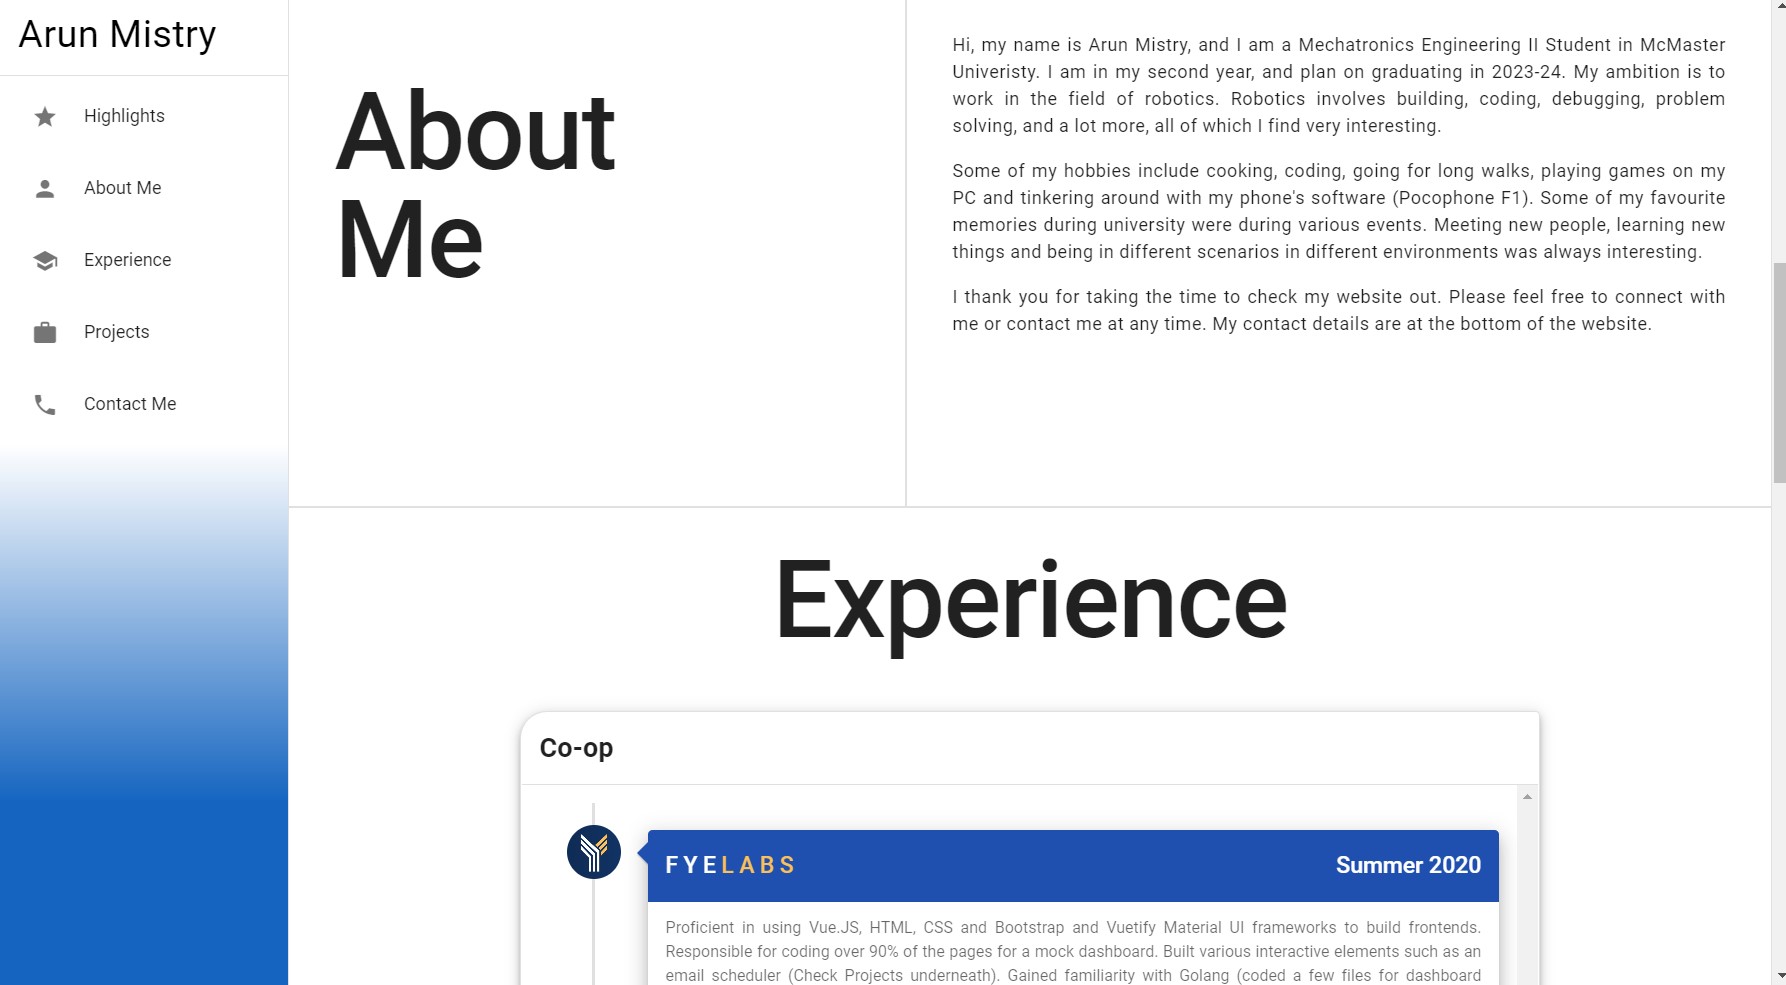 Arun Mistry
Highlights
About Me
Experience
Projects
Contact Me
About
Me
Hi, my name is Arun Mistry, and I am a Mechatronics Engineering II Student in McMaster
Univeristy. I am in my second year, and plan on graduating in 2023-24. My ambition is to
work in the field of robotics. Robotics involves building, coding, debugging, problem
solving, and a lot more, all of which I find very interesting.
Some of my hobbies include cooking, coding, going for long walks, playing games on my
PC and tinkering around with my phone's software (Pocophone F1). Some of my favourite
memories during university were during various events. Meeting new people, learning new
things and being in different scenarios in different environments was always interesting.
I thank you for taking the time to check my website out. Please feel free to connect with
me or contact me at any time. My contact details are at the bottom of the website.
Experience
Co-op
FYELABS
Summer 2020
Proficient in using Vue.JS, HTML, CSS and Bootstrap and Vuetify Material UI frameworks to build frontends.
Responsible for coding over 90% of the pages for a mock dashboard. Built various interactive elements such as an
email scheduler (Check Projects underneath). Gained familiarity with Golang (coded a few files for dashboard